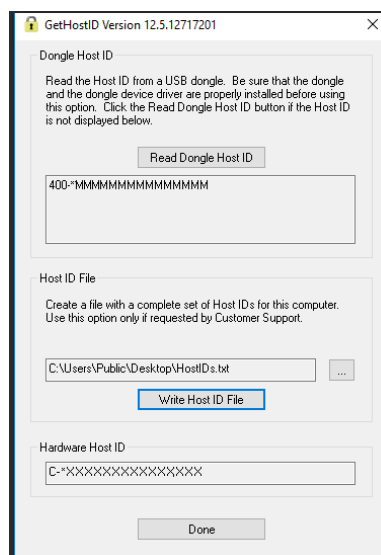 GetHostID Version 12.5.12717201
Dongle Host ID
Read the Host ID from a USB dongle. Be sure that the dongle
and the dongle device driver are properly installed before using
this option. Click the Read Dongle Host ID button if the Host ID
is not displayed below.
Read Dongle Host ID
400-*MMMMMMMMMMMMMMM
Host ID File
Create a file with a complete set of Host IDs for this computer.
Use this option only if requested by Customer Support.
C:\Users\Public\Desktop\HostIDs.txt
...
Write Host ID File
Hardware Host ID
C-*XXXXXXXXXXXXXXX
Done